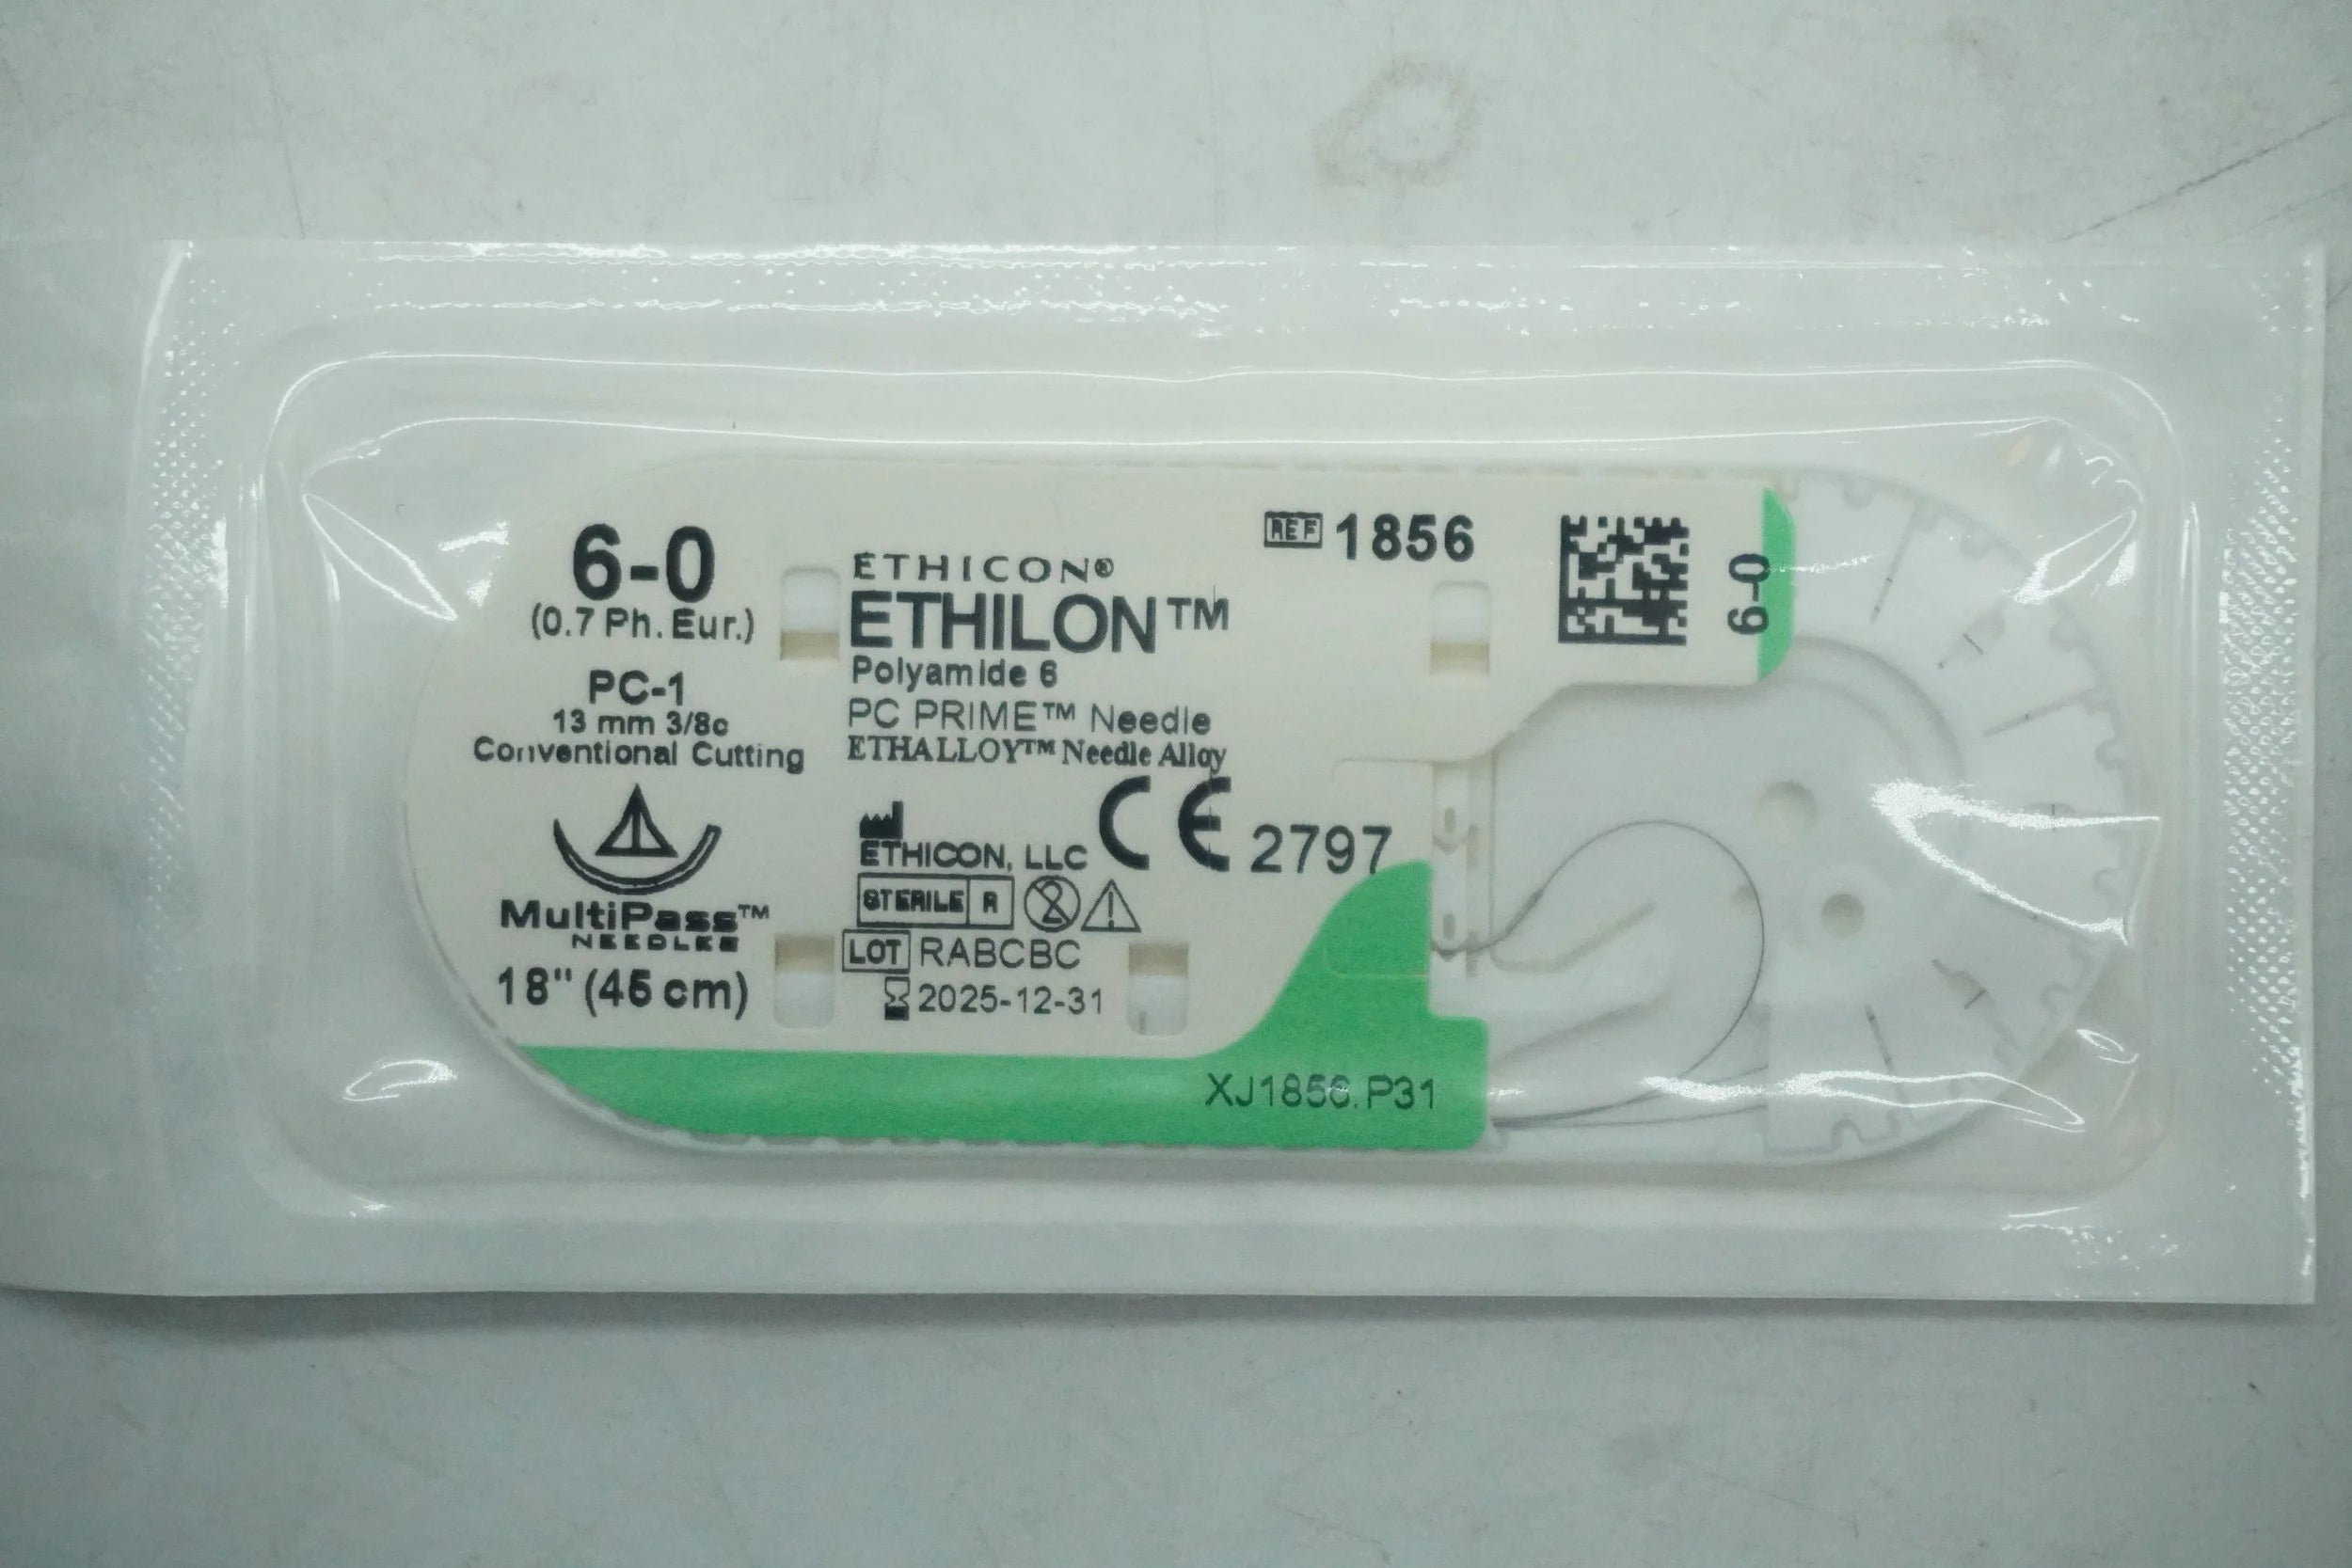 6-0
(0.7 Ph. Eur.)
PC-1
13 mm 3/8c
Conventional Cutting
MultiPass™
NEEDLES
18" (45 cm)
ETHICON®
ETHILON™
Polyamide 6
PC PRIME™ Needle
ETHALLOY™ Needle Alloy
ETHICON, LLC
CE 2797
STERILE R
2
LOT RABCBC
2025-12-31
REF 1856
6-0
XJ1856.P31